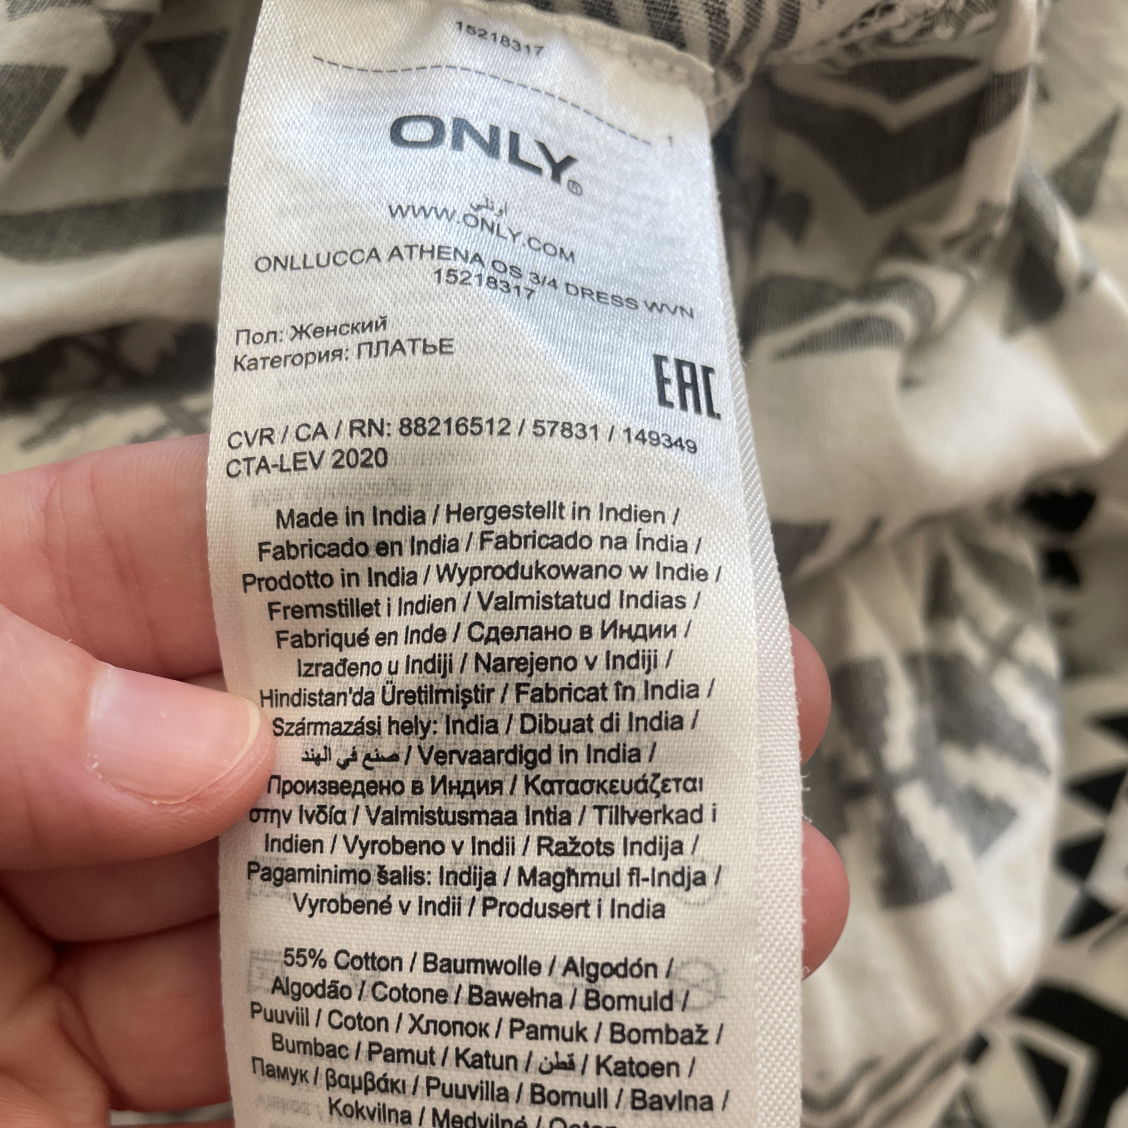 15218317
1
ONLY®
اونلي
WWW.ONLY.COM
ONLLUCCA ATHENA OS 3/4 DRESS WVN
15218317
Пол: Женский
Категория: ПЛАТЬЕ
EAC
CVR / CA / RN: 88216512 / 57831 / 149349
CTA-LEV 2020
Made in India / Hergestellt in Indien /
Fabricado en India / Fabricado na Índia /
Prodotto in India / Wyprodukowano w Indie /
Fremstillet i Indien / Valmistatud Indias /
Fabriqué en Inde / Сделано в Индии /
Izrađeno u Indiji / Narejeno v Indiji /
Hindistan'da Üretilmiştir / Fabricat în India /
Származási hely: India / Dibuat di India /
صنع في الهند / Vervaardigd in India /
Произведено в Индия / Κατασκευάζεται
στην Ινδία / Valmistusmaa Intia / Tillverkad i
Indien / Vyrobeno v Indii / Ražots Indija /
Pagaminimo šalis: Indija / Magħmul fl-Indja /
Vyrobené v Indii / Produsert i India
55% Cotton / Baumwolle / Algodón /
Algodão / Cotone / Bawełna / Bomuld /
Puuviil / Coton / Хлопок / Pamuk / Bombaž /
Bumbac / Pamut / Katun / قطن / Katoen /
Памук / βαμβάκι / Puuvilla / Bomull / Bavlna /
Kokvilna / Medvilnė /